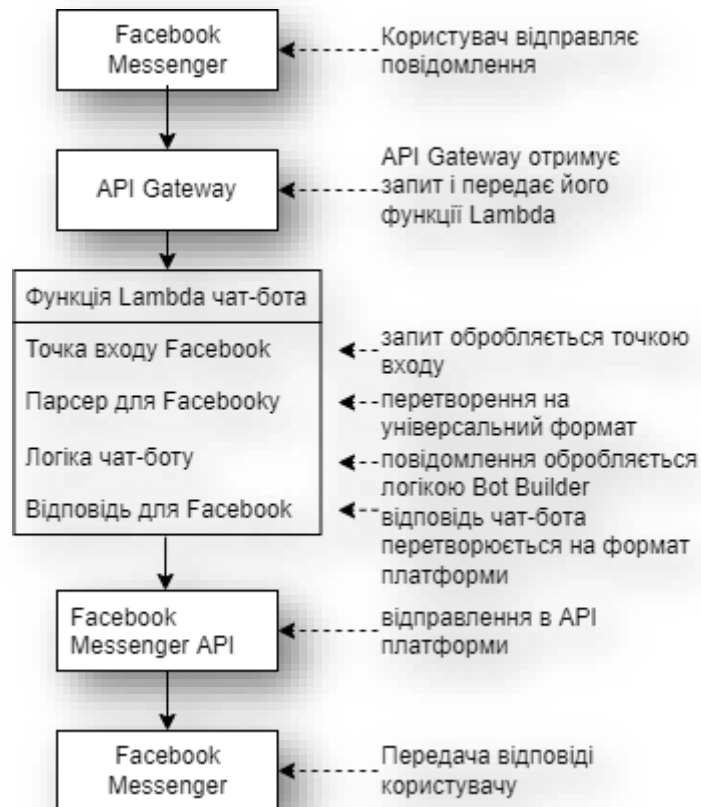 Facebook
Messenger
Користувач відправляє
повідомлення
API Gateway
API Gateway отримує
запит і передає його
функції Lambda
Функція Lambda чат-бота
Точка входу Facebook
запит обробляється точкою
входу
Парсер для Facebookу
перетворення на
універсальний формат
Логіка чат-боту
повідомлення обробляється
логікою Bot Builder
Відповідь для Facebook
відповідь чат-бота
перетворюється на формат
платформи
Facebook
Messenger API
відправлення в API
платформи
Facebook
Messenger
Передача відповіді
користувачу